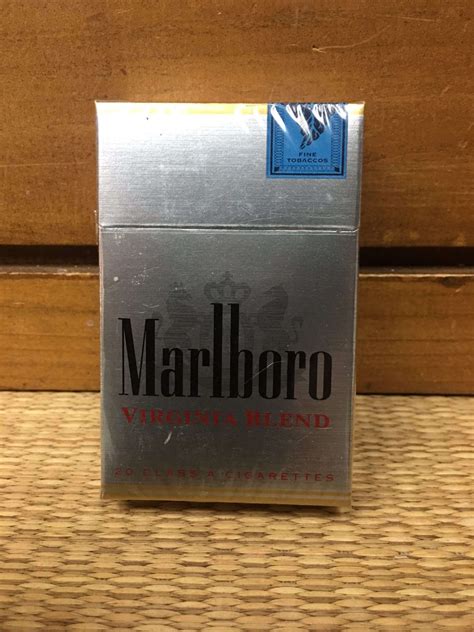 FINE
TOBACCOS
Marlboro
VIRGINIA BLEND
20 CLASS A CIGARETTES